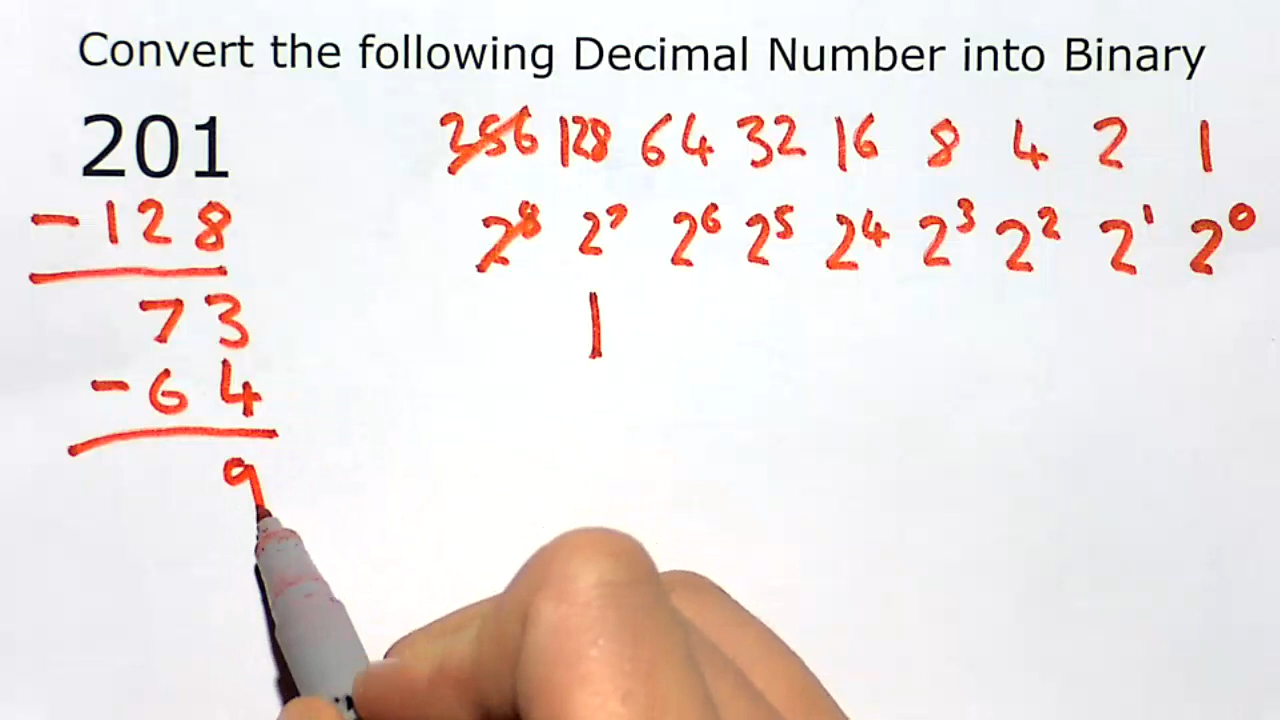 Convert the following Decimal Number into Binary
201
256 128 64 32 16 8 4 2 1
-128
2⁸ 2⁷ 2⁶ 2⁵ 2⁴ 2³ 2² 2¹ 2⁰
73
1
-64
9